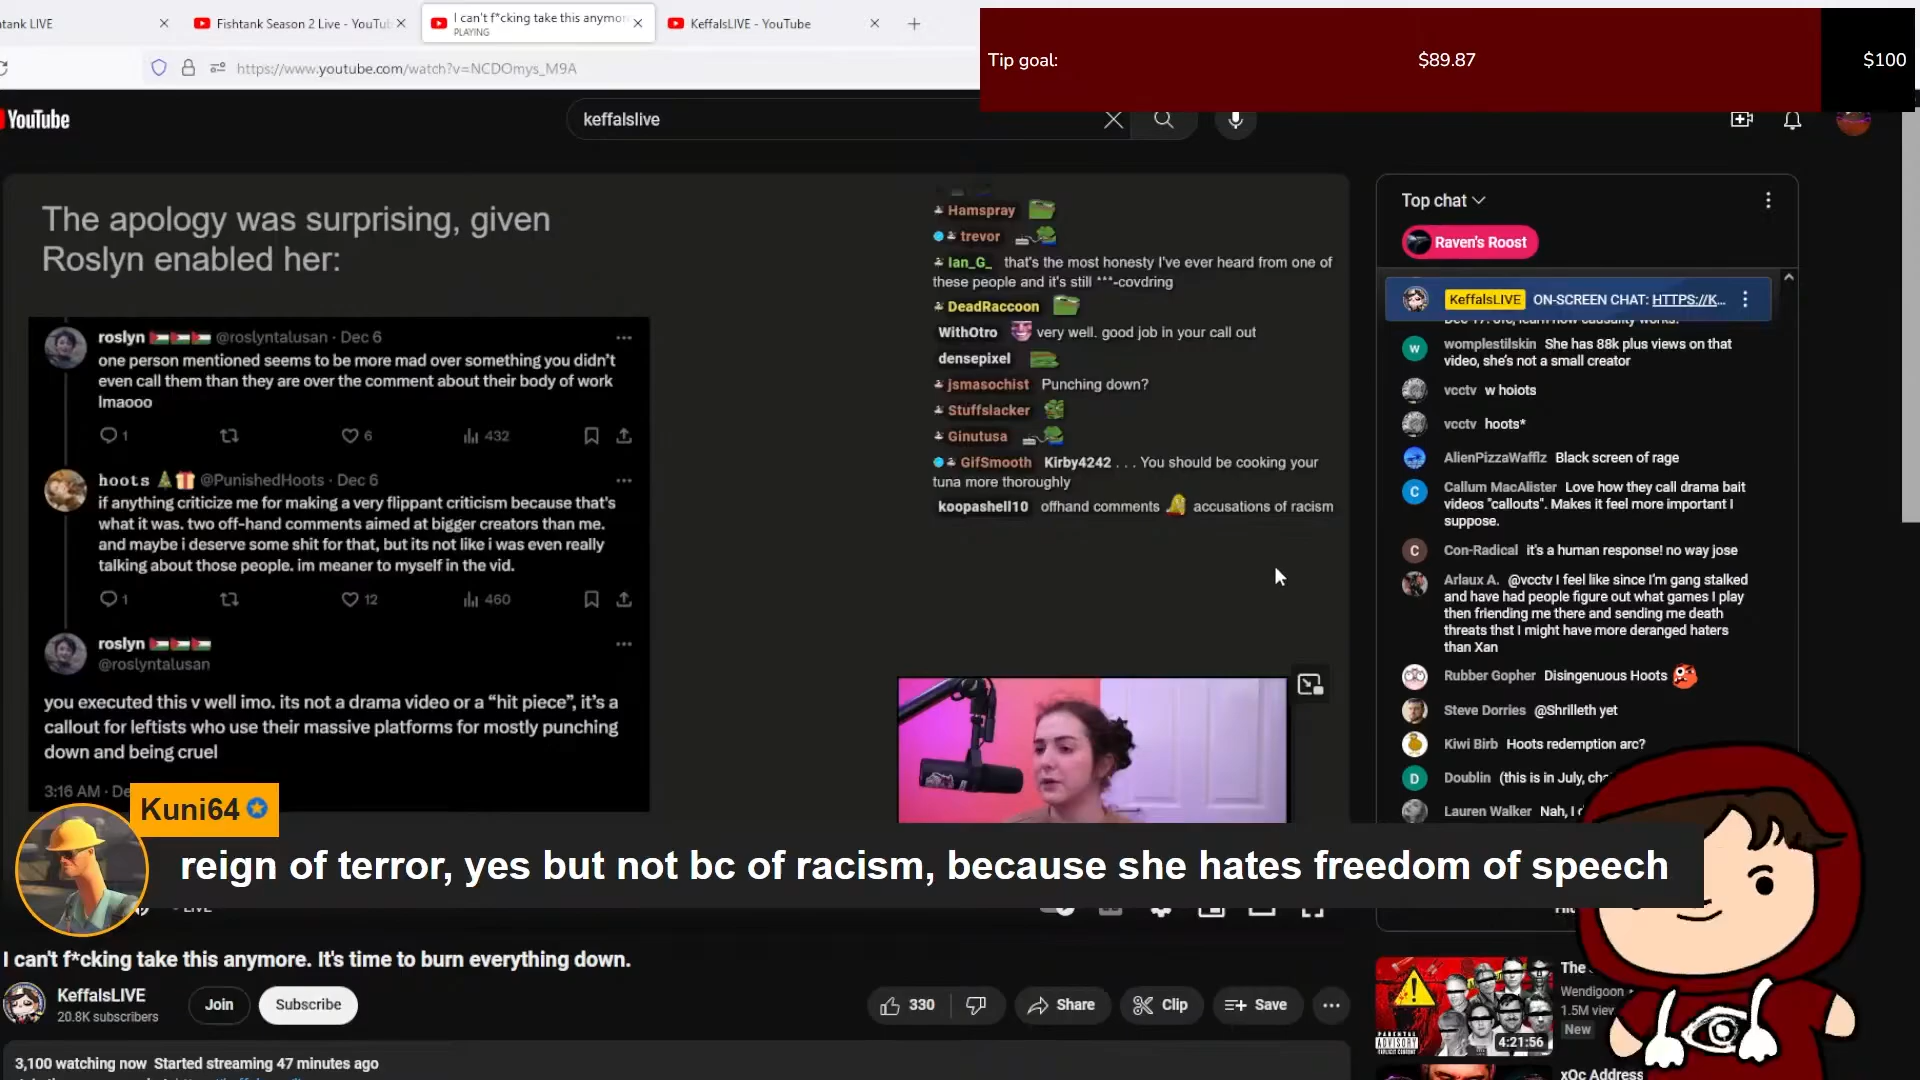 tank LIVE
Fishtank Season 2 Live - YouTu
I can't f*cking take this anymor
PLAYING
KeffalsLIVE - YouTube
https://www.youtube.com/watch?v=NCDOmys_M9A
Tip goal:
$89.87
$100
YouTube
keffalslive
The apology was surprising, given
Roslyn enabled her:
roslyn @roslyntalusan · Dec 6
one person mentioned seems to be more mad over something you didn't
even call them than they are over the comment about their body of work
lmaooo
1
6
432
hoots @PunishedHoots · Dec 6
if anything criticize me for making a very flippant criticism because that's
what it was. two off-hand comments aimed at bigger creators than me.
and maybe i deserve some shit for that, but its not like i was even really
talking about those people. im meaner to myself in the vid.
1
12
460
roslyn
@roslyntalusan
you executed this v well imo. its not a drama video or a “hit piece”, it's a
callout for leftists who use their massive platforms for mostly punching
down and being cruel
3:16 AM · De
Hamspray
trevor
Ian_G_ that's the most honesty I've ever heard from one of
these people and it's still ***-covdring
DeadRaccoon
WithOtro very well. good job in your call out
densepixel
jsmasochist Punching down?
Stuffslacker
Ginutusa
GifSmooth Kirby4242 . . . You should be cooking your
tuna more thoroughly
koopashell10 offhand comments accusations of racism
Top chat
Raven's Roost
KeffalsLIVE ON-SCREEN CHAT: HTTPS://K...
womplestilskin She has 88k plus views on that
video, she's not a small creator
vcctv w hoiots
vcctv hoots*
AlienPizzaWafflz Black screen of rage
Callum MacAlister Love how they call drama bait
videos "callouts". Makes it feel more important I
suppose.
Con-Radical it's a human response! no way jose
Arlaux A. @vcctv I feel like since I'm gang stalked
and have had people figure out what games I play
then friending me there and sending me death
threats thst I might have more deranged haters
than Xan
Rubber Gopher Disingenuous Hoots
Steve Dorries @Shrilleth yet
Kiwi Birb Hoots redemption arc?
Doublin (this is in July, cha
Lauren Walker Nah, I
Kuni64
reign of terror, yes but not bc of racism, because she hates freedom of speech
LIVE
I can't f*cking take this anymore. It's time to burn everything down.
KeffalsLIVE
20.8K subscribers
Join
Subscribe
330
Share
Clip
Save
3,100 watching now Started streaming 47 minutes ago
PARENTAL
ADVISORY
EXPLICIT CONTENT
4:21:56
The
Wendigoon
1.5M view
New
xQc Address